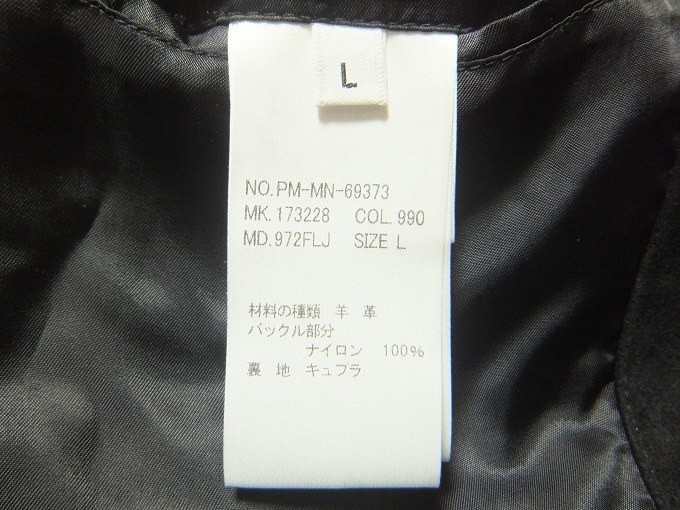 L
NO.PM-MN-69373
MK.173228 COL.990
MD.972FLJ SIZE L
材料の種類 羊 革
バックル部分
ナイロン 100%
裏 地 キュプラ